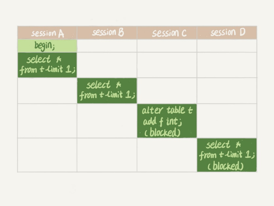 session A session B session C session D
begin;
select *
from t limit 1;
select *
from t limit 1;
alter table t
add f int;
(blocked)
select *
from t limit 1;
(blocked)